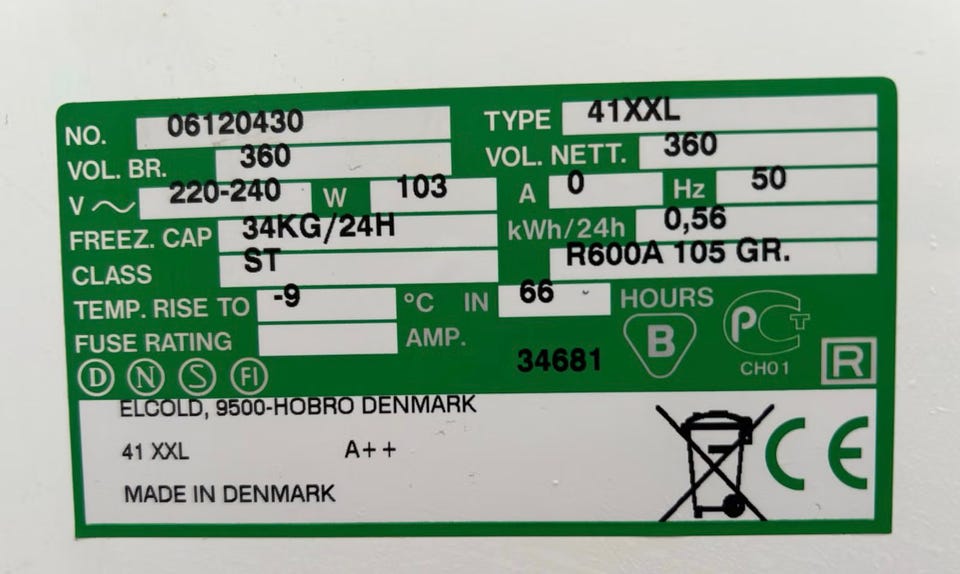 NO. 06120430 TYPE 41XXL
VOL. BR. 360 VOL. NETT. 360
V 220-240 W 103 A 0 Hz 50
FREEZ. CAP 34KG/24H kWh/24h 0,56
CLASS ST R600A 105 GR.
TEMP. RISE TO -9 °C IN 66 HOURS
FUSE RATING AMP. 34681 B PCT CH01 R
D N S FI
ELCOLD, 9500-HOBRO DENMARK
41 XXL A++
MADE IN DENMARK CE